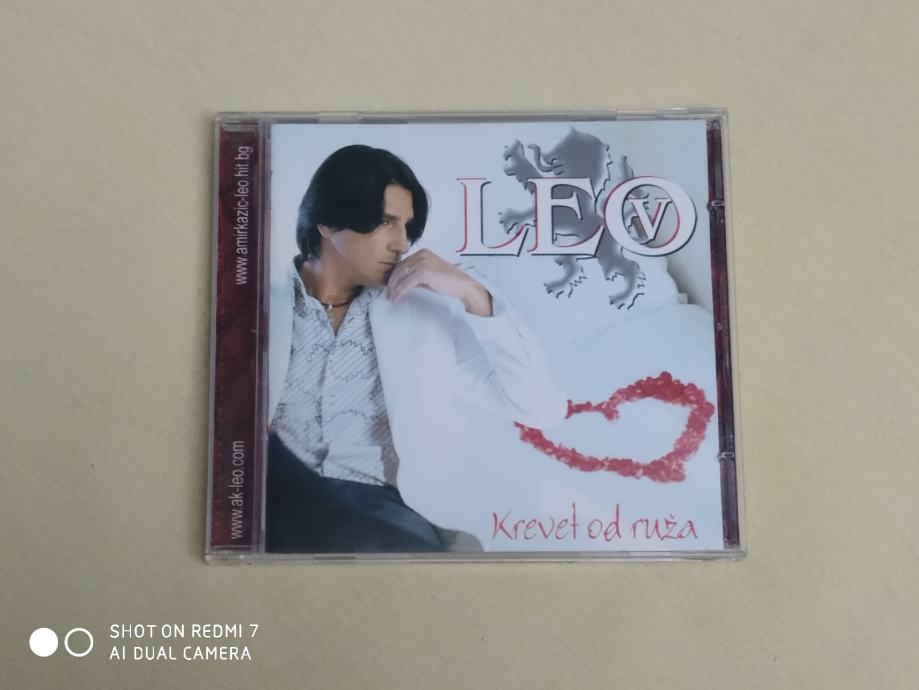 www.amirkazic-leo.hit.bg
www.ak-leo.com
LEO
V
Krevet od ruža
SHOT ON REDMI 7
AI DUAL CAMERA